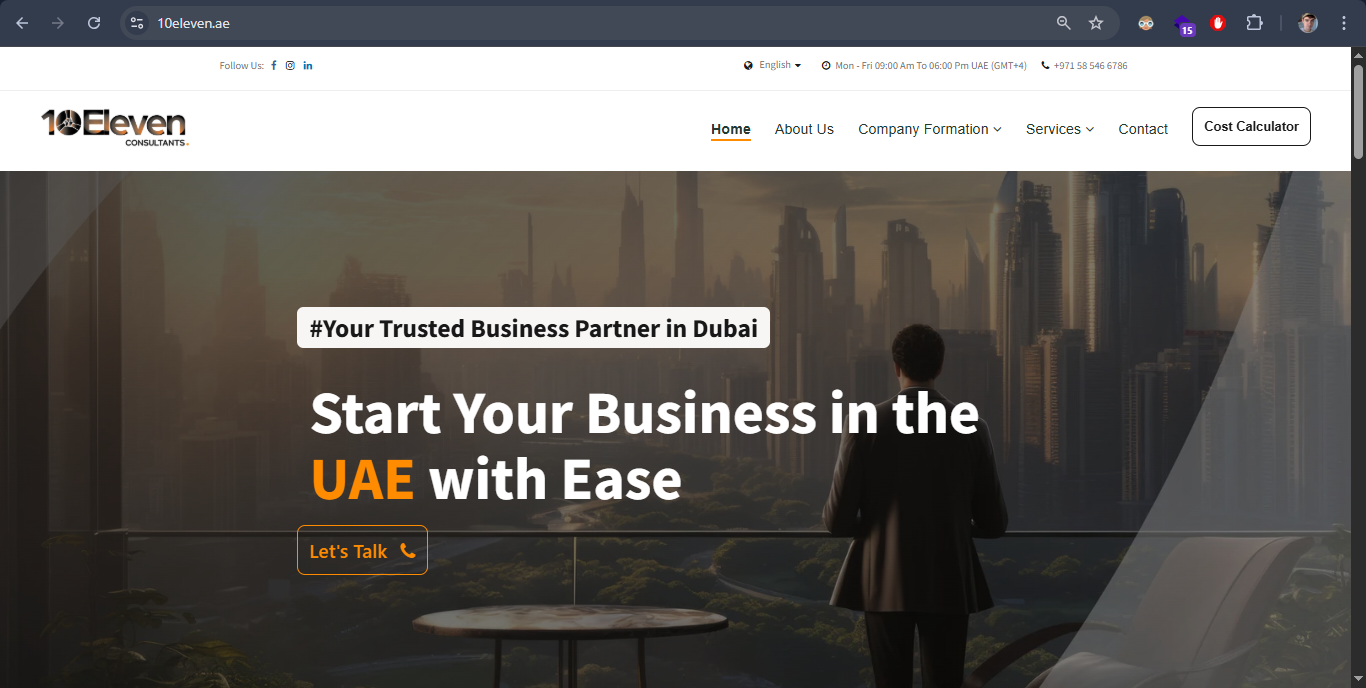 10eleven.ae
15
Follow Us:
English
Mon - Fri 09:00 Am To 06:00 Pm UAE (GMT+4)
+971 58 546 6786
10Eleven
CONSULTANTS.
Home
About Us
Company Formation
Services
Contact
Cost Calculator
#Your Trusted Business Partner in Dubai
Start Your Business in the
UAE with Ease
Let's Talk